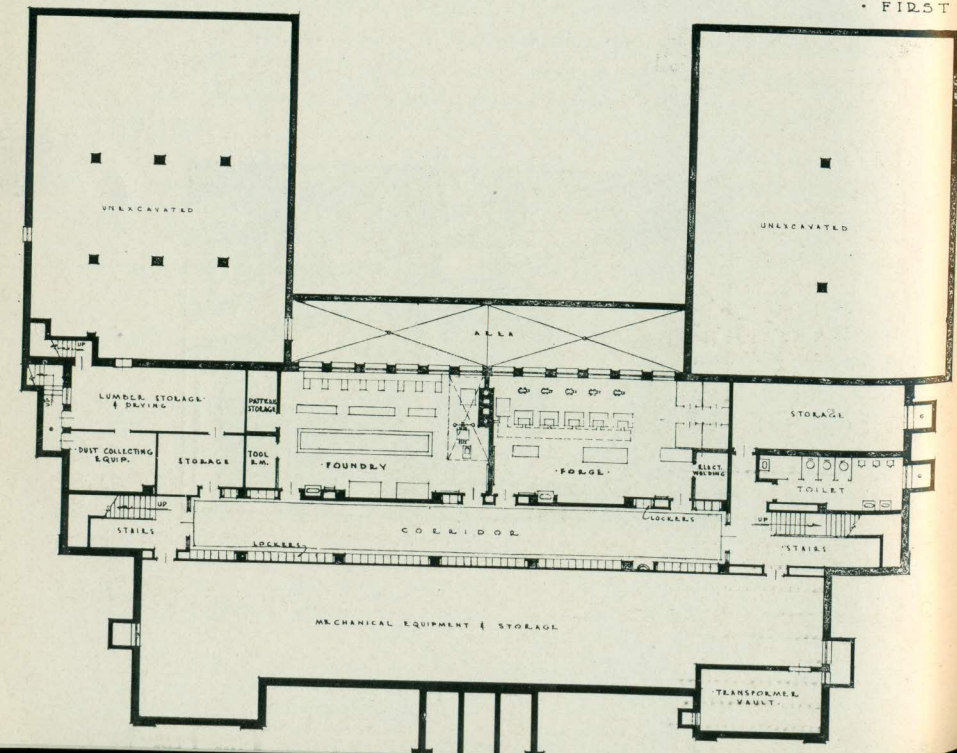 · FIRST
UNEXCAVATED
UNEXCAVATED
AREA
UP
LUMBER STORAGE
& DRYING
PATTERN
STORAGE
STORAGE
DUST COLLECTING
EQUIP.
STORAGE
TOOL
RM.
· FOUNDRY ·
· FORGE ·
ELECT.
WELDING
TOILET
UP
STAIRS
LOCKERS
CORRIDOR
LOCKERS
UP
STAIRS
MECHANICAL EQUIPMENT & STORAGE
· TRANSFORMER
VAULT ·